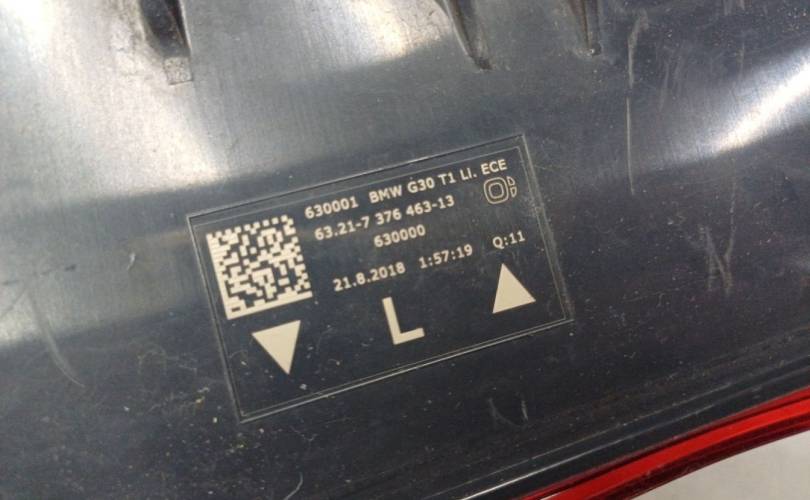 630001 BMW G30 T1 LI. ECE
63.21-7 376 463-13
630000
21.8.2018 1:57:19 Q:11
L